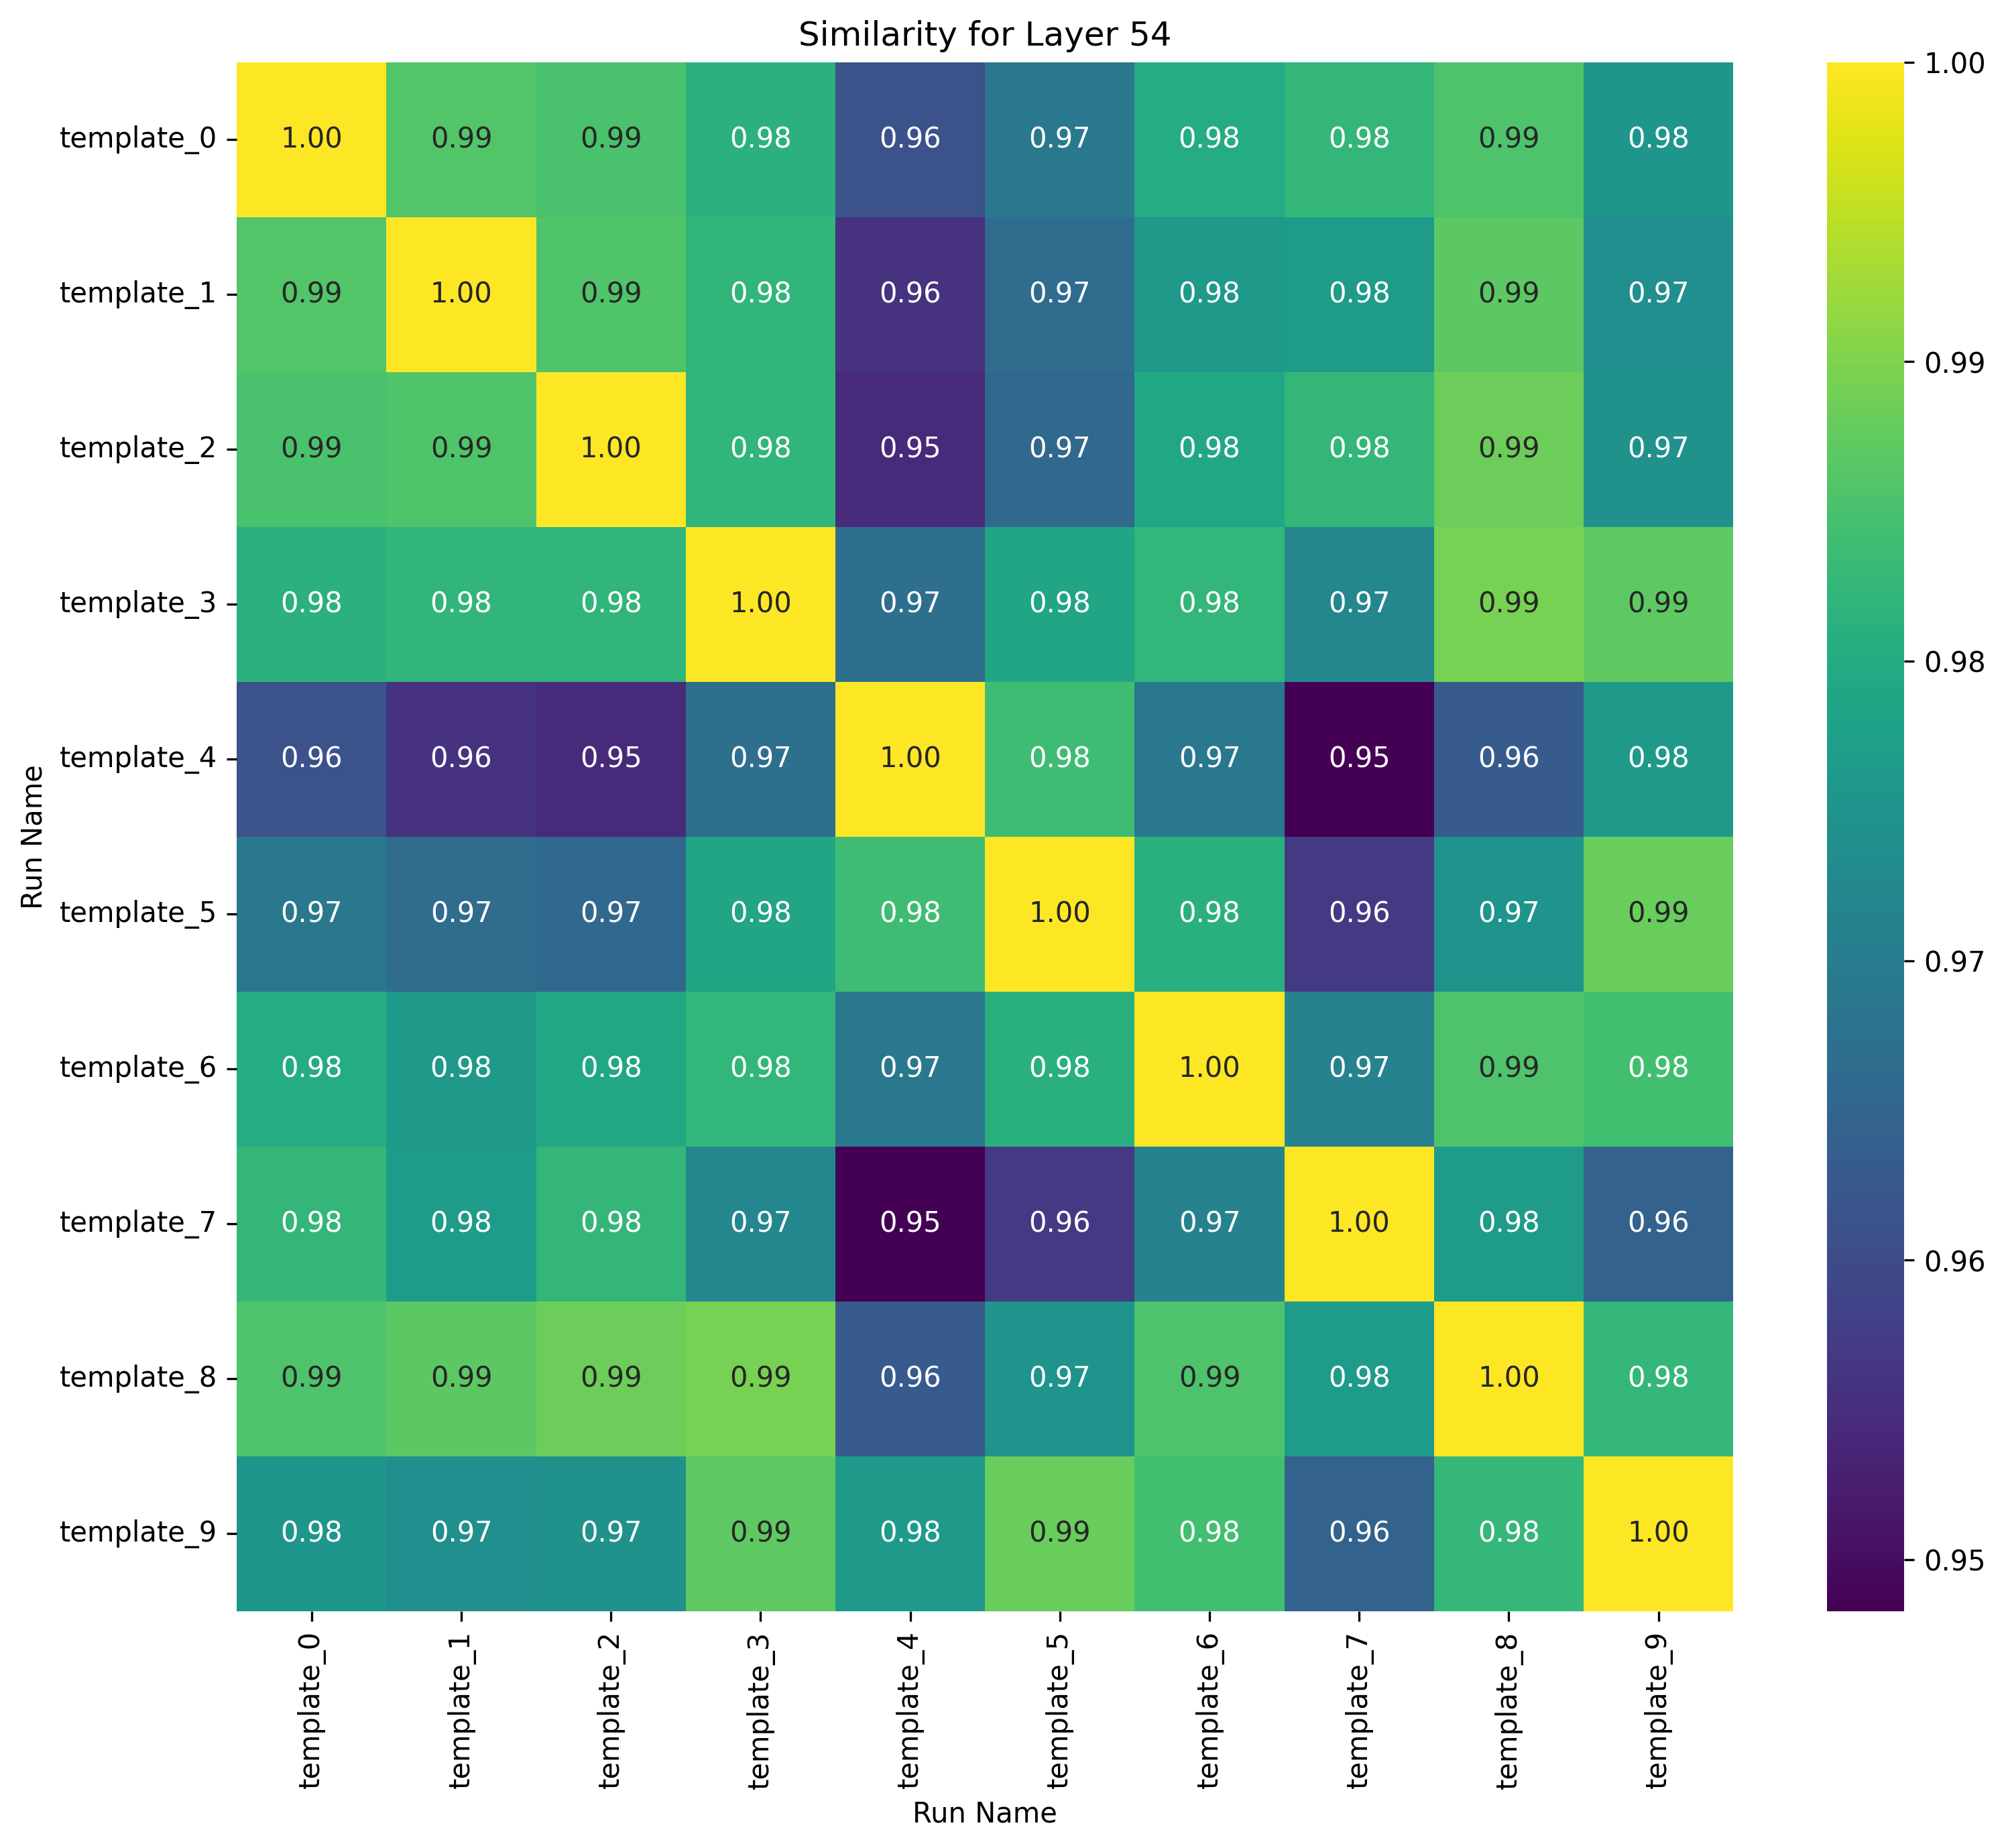 Similarity for Layer 54
template_0 1.00 0.99 0.99 0.98 0.96 0.97 0.98 0.98 0.99 0.98
template_1 0.99 1.00 0.99 0.98 0.96 0.97 0.98 0.98 0.99 0.97
template_2 0.99 0.99 1.00 0.98 0.95 0.97 0.98 0.98 0.99 0.97
template_3 0.98 0.98 0.98 1.00 0.97 0.98 0.98 0.97 0.99 0.99
template_4 0.96 0.96 0.95 0.97 1.00 0.98 0.97 0.95 0.96 0.98
template_5 0.97 0.97 0.97 0.98 0.98 1.00 0.98 0.96 0.97 0.99
template_6 0.98 0.98 0.98 0.98 0.97 0.98 1.00 0.97 0.99 0.98
template_7 0.98 0.98 0.98 0.97 0.95 0.96 0.97 1.00 0.98 0.96
template_8 0.99 0.99 0.99 0.99 0.96 0.97 0.99 0.98 1.00 0.98
template_9 0.98 0.97 0.97 0.99 0.98 0.99 0.98 0.96 0.98 1.00
Run Name
template_0 template_1 template_2 template_3 template_4 template_5 template_6 template_7 template_8 template_9
Run Name
1.00
0.99
0.98
0.97
0.96
0.95